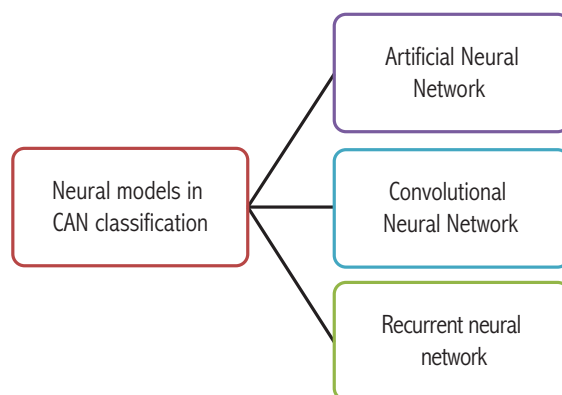 Artificial Neural
Network
Neural models in
CAN classification
Convolutional
Neural Network
Recurrent neural
network